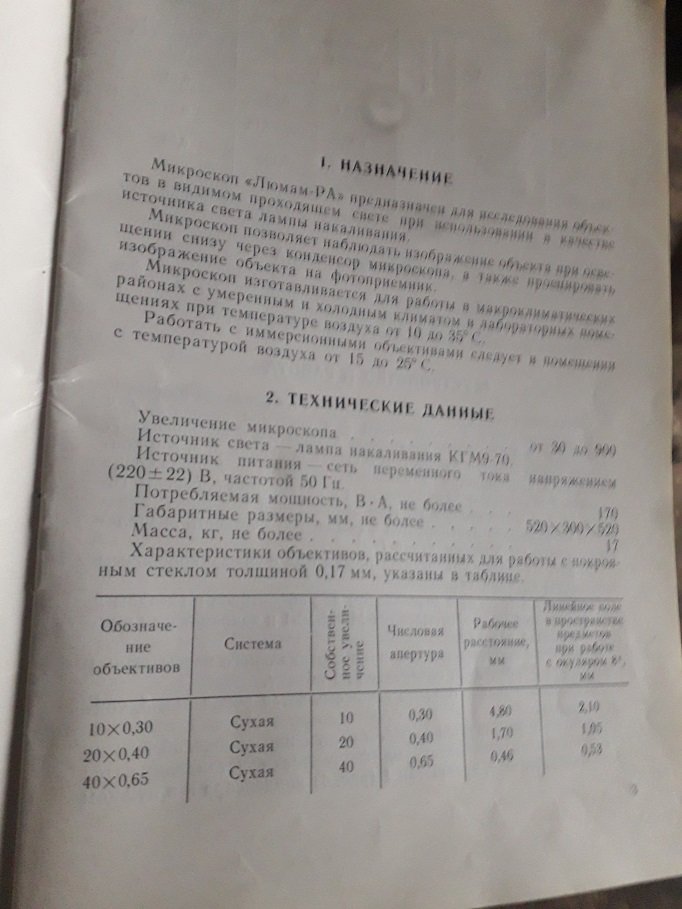 1. НАЗНАЧЕНИЕ
Микроскоп «Люмам-РА» предназначен для исследования объек-
тов в видимом проходящем свете при использовании в качестве
источника света лампы накаливания.
Микроскоп позволяет наблюдать изображение объекта при осве-
щении снизу через конденсор микроскопа, а также проецировать
изображение объекта на фотоприемник.
Микроскоп изготавливается для работы в макроклиматических
районах с умеренным и холодным климатом в лабораторных поме-
щениях при температуре воздуха от 10 до 35° С.
Работать с иммерсионными объективами следует в помещении
с температурой воздуха от 15 до 25° С.
2. ТЕХНИЧЕСКИЕ ДАННЫЕ
Увеличение микроскопа . . . . . . . . от 30 до 900
Источник света — лампа накаливания КГМ9-70.
Источник питания — сеть переменного тока напряжением
(220±22) В, частотой 50 Гц.
Потребляемая мощность, В·А, не более . . . 170
Габаритные размеры, мм, не более . . . . . 520×300×520
Масса, кг, не более . . . . . . . . . . 17
Характеристики объективов, рассчитанных для работы с покров-
ным стеклом толщиной 0,17 мм, указаны в таблице.
Обозначе-
ние
объективов
Система
Собствен-
ное увели-
чение
Числовая
апертура
Рабочее
расстояние,
мм
Линейное поле
в пространстве
предметов
при работе
с окуляром 8ˣ,
мм
10×0,30 Сухая 10 0,30 4,80 2,10
20×0,40 Сухая 20 0,40 1,70 1,05
40×0,65 Сухая 40 0,65 0,46 0,53
3